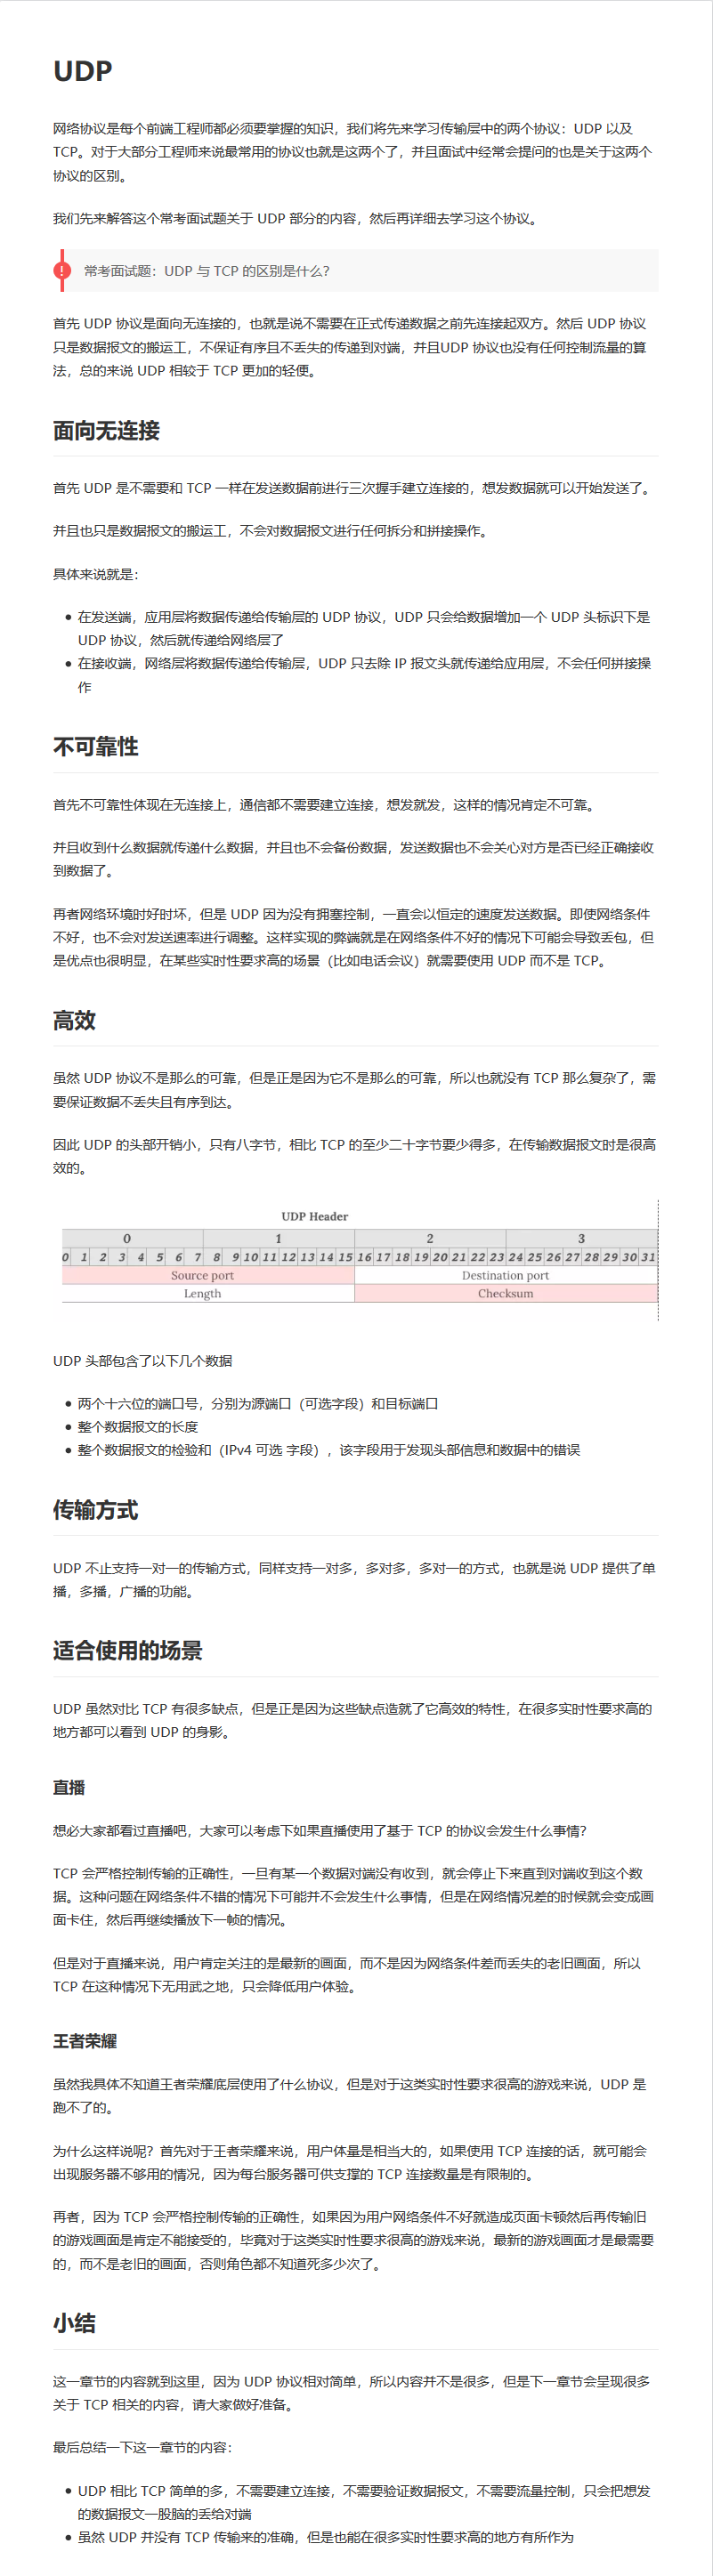 UDP
网络协议是每个前端工程师都必须要掌握的知识，我们将先来学习传输层中的两个协议：UDP 以及
TCP。对于大部分工程师来说最常用的协议也就是这两个了，并且面试中经常会提问的也是关于这两个
协议的区别。
我们先来解答这个常考面试题关于 UDP 部分的内容，然后再详细去学习这个协议。
!
常考面试题：UDP 与 TCP 的区别是什么？
首先 UDP 协议是面向无连接的，也就是说不需要在正式传递数据之前先连接起双方。然后 UDP 协议
只是数据报文的搬运工，不保证有序且不丢失的传递到对端，并且UDP 协议也没有任何控制流量的算
法，总的来说 UDP 相较于 TCP 更加的轻便。
面向无连接
首先 UDP 是不需要和 TCP 一样在发送数据前进行三次握手建立连接的，想发数据就可以开始发送了。
并且也只是数据报文的搬运工，不会对数据报文进行任何拆分和拼接操作。
具体来说就是：
• 在发送端，应用层将数据传递给传输层的 UDP 协议，UDP 只会给数据增加一个 UDP 头标识下是
UDP 协议，然后就传递给网络层了
• 在接收端，网络层将数据传递给传输层，UDP 只去除 IP 报文头就传递给应用层，不会任何拼接操
作
不可靠性
首先不可靠性体现在无连接上，通信都不需要建立连接，想发就发，这样的情况肯定不可靠。
并且收到什么数据就传递什么数据，并且也不会备份数据，发送数据也不会关心对方是否已经正确接收
到数据了。
再者网络环境时好时坏，但是 UDP 因为没有拥塞控制，一直会以恒定的速度发送数据。即使网络条件
不好，也不会对发送速率进行调整。这样实现的弊端就是在网络条件不好的情况下可能会导致丢包，但
是优点也很明显，在某些实时性要求高的场景（比如电话会议）就需要使用 UDP 而不是 TCP。
高效
虽然 UDP 协议不是那么的可靠，但是正是因为它不是那么的可靠，所以也就没有 TCP 那么复杂了，需
要保证数据不丢失且有序到达。
因此 UDP 的头部开销小，只有八字节，相比 TCP 的至少二十字节要少得多，在传输数据报文时是很高
效的。
UDP Header
0 1 2 3
0 1 2 3 4 5 6 7 8 9 10 11 12 13 14 15 16 17 18 19 20 21 22 23 24 25 26 27 28 29 30 31
Source port Destination port
Length Checksum
UDP 头部包含了以下几个数据
• 两个十六位的端口号，分别为源端口（可选字段）和目标端口
• 整个数据报文的长度
• 整个数据报文的检验和（IPv4 可选 字段），该字段用于发现头部信息和数据中的错误
传输方式
UDP 不止支持一对一的传输方式，同样支持一对多，多对多，多对一的方式，也就是说 UDP 提供了单
播，多播，广播的功能。
适合使用的场景
UDP 虽然对比 TCP 有很多缺点，但是正是因为这些缺点造就了它高效的特性，在很多实时性要求高的
地方都可以看到 UDP 的身影。
直播
想必大家都看过直播吧，大家可以考虑下如果直播使用了基于 TCP 的协议会发生什么事情？
TCP 会严格控制传输的正确性，一旦有某一个数据对端没有收到，就会停止下来直到对端收到这个数
据。这种问题在网络条件不错的情况下可能并不会发生什么事情，但是在网络情况差的时候就会变成画
面卡住，然后再继续播放下一帧的情况。
但是对于直播来说，用户肯定关注的是最新的画面，而不是因为网络条件差而丢失的老旧画面，所以
TCP 在这种情况下无用武之地，只会降低用户体验。
王者荣耀
虽然我具体不知道王者荣耀底层使用了什么协议，但是对于这类实时性要求很高的游戏来说，UDP 是
跑不了的。
为什么这样说呢？首先对于王者荣耀来说，用户体量是相当大的，如果使用 TCP 连接的话，就可能会
出现服务器不够用的情况，因为每台服务器可供支撑的 TCP 连接数量是有限制的。
再者，因为 TCP 会严格控制传输的正确性，如果因为用户网络条件不好就造成页面卡顿然后再传输旧
的游戏画面是肯定不能接受的，毕竟对于这类实时性要求很高的游戏来说，最新的游戏画面才是最需要
的，而不是老旧的画面，否则角色都不知道死多少次了。
小结
这一章节的内容就到这里，因为 UDP 协议相对简单，所以内容并不是很多，但是下一章节会呈现很多
关于 TCP 相关的内容，请大家做好准备。
最后总结一下这一章节的内容：
• UDP 相比 TCP 简单的多，不需要建立连接，不需要验证数据报文，不需要流量控制，只会把想发
的数据报文一股脑的丢给对端
• 虽然 UDP 并没有 TCP 传输来的准确，但是也能在很多实时性要求高的地方有所作为